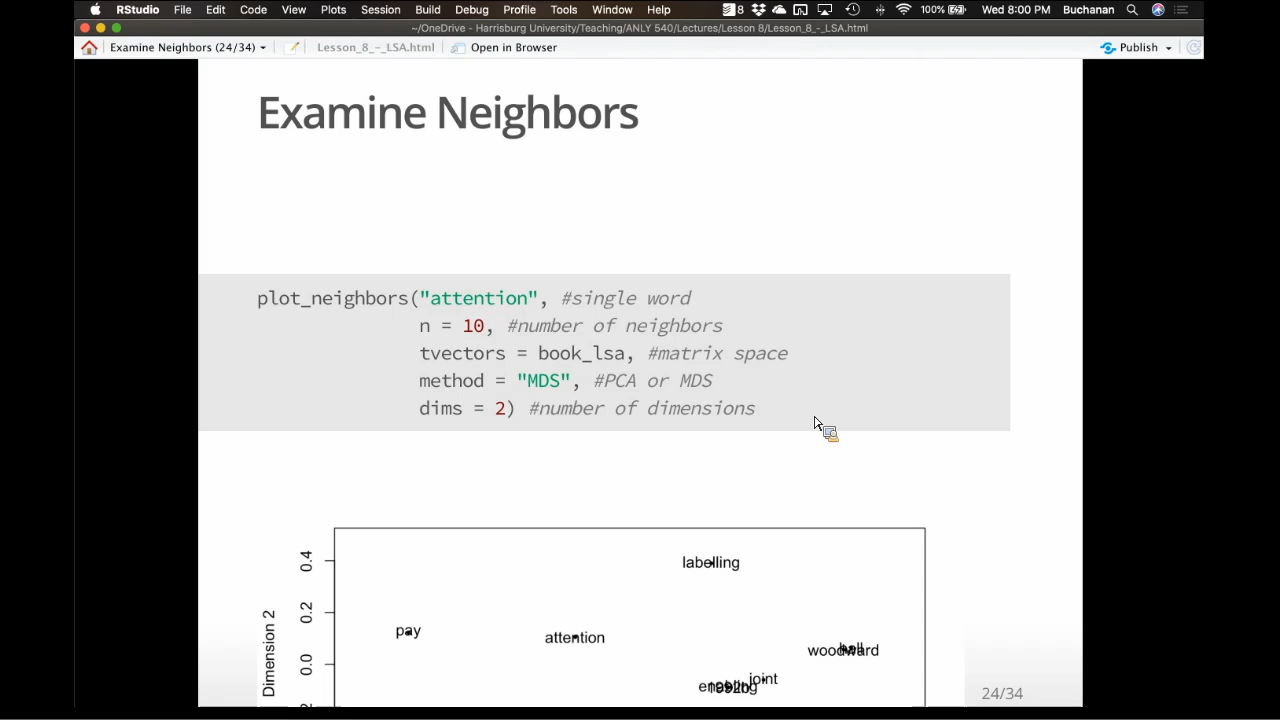 RStudio File Edit Code View Plots Session Build Debug Profile Tools Window Help 8 100% Wed 8:00 PM Buchanan
~/OneDrive - Harrisburg University/Teaching/ANLY 540/Lectures/Lesson 8/Lesson_8_-_LSA.html
Examine Neighbors (24/34) Lesson_8_-_LSA.html Open in Browser Publish
Examine Neighbors
plot_neighbors("attention", #single word
n = 10, #number of neighbors
tvectors = book_lsa, #matrix space
method = "MDS", #PCA or MDS
dims = 2) #number of dimensions
0.4
labelling
0.2
pay
attention
Dimension 2
0.0
woodward
joint
24/34